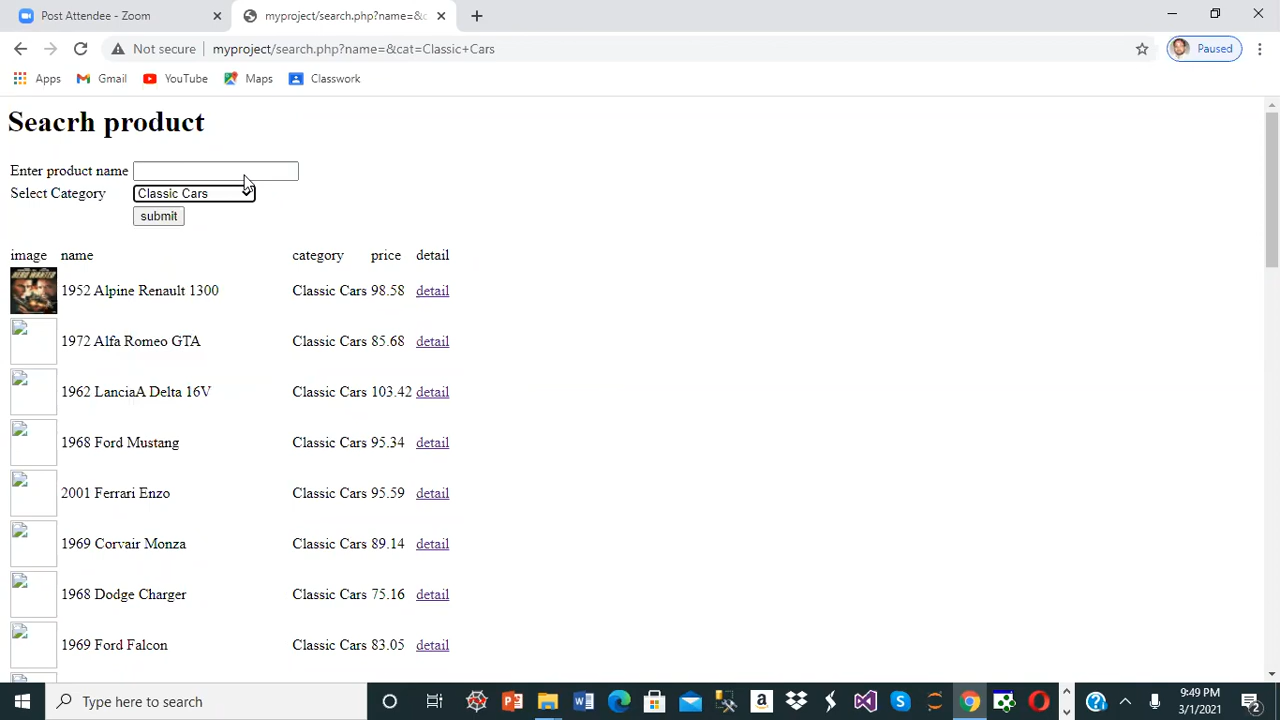 Post Attendee - Zoom
myproject/search.php?name=&c
Not secure myproject/search.php?name=&cat=Classic+Cars
Paused
Apps Gmail YouTube Maps Classwork
Seacrh product
Enter product name
Select Category Classic Cars
submit
image name category price detail
1952 Alpine Renault 1300 Classic Cars 98.58 detail
1972 Alfa Romeo GTA Classic Cars 85.68 detail
1962 LanciaA Delta 16V Classic Cars 103.42 detail
1968 Ford Mustang Classic Cars 95.34 detail
2001 Ferrari Enzo Classic Cars 95.59 detail
1969 Corvair Monza Classic Cars 89.14 detail
1968 Dodge Charger Classic Cars 75.16 detail
1969 Ford Falcon Classic Cars 83.05 detail
Type here to search
9:49 PM
3/1/2021
2